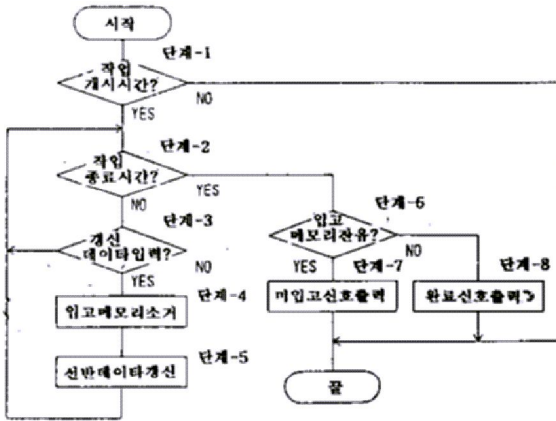 시작
단계-1
작업
개시시간?
NO
YES
단계-2
작업
종료시간?
YES
NO
단계-3
갱신
데이타입력?
NO
YES
단계-4
입고메모리소거
단계-5
선반데이타갱신
단계-6
입고
메모리잔유?
NO
YES
단계-7
미입고신호출력
단계-8
완료신호출력
끝